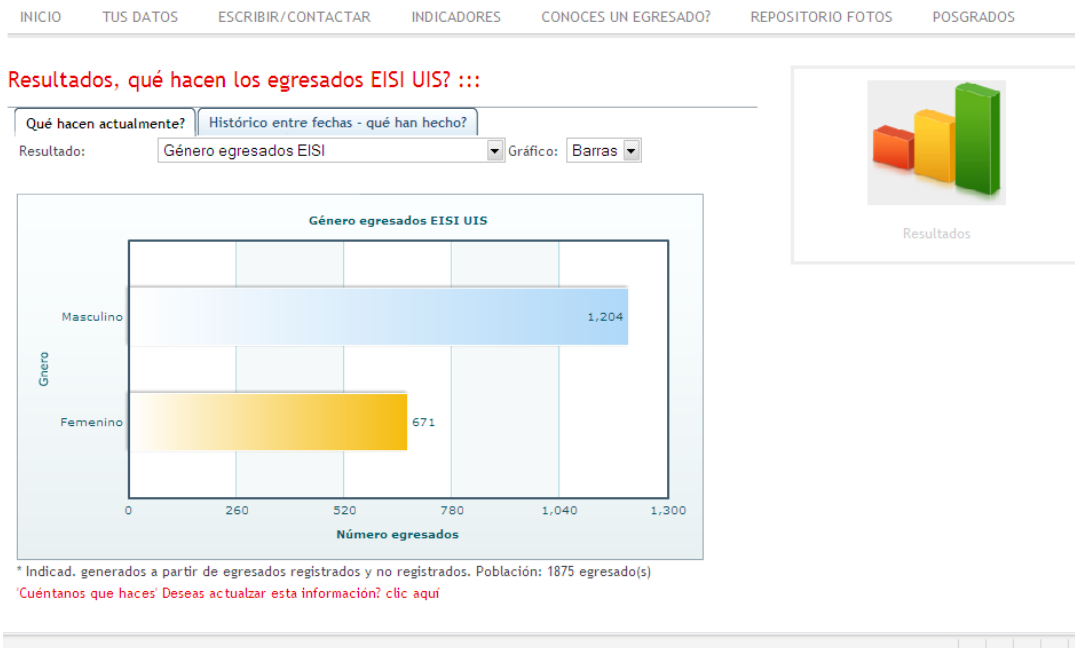 INICIO TUS DATOS ESCRIBIR/CONTACTAR INDICADORES CONOCES UN EGRESADO? REPOSITORIO FOTOS POSGRADOS
Resultados, qué hacen los egresados EISI UIS? :::
Qué hacen actualmente? Histórico entre fechas - qué han hecho?
Resultado: Género egresados EISI Gráfico: Barras
Género egresados EISI UIS
Masculino 1,204
Gnero
Femenino 671
0 260 520 780 1,040 1,300
Número egresados
* Indicad. generados a partir de egresados registrados y no registrados. Población: 1875 egresado(s)
'Cuéntanos que haces' Deseas actualzar esta información? clic aquí
Resultados